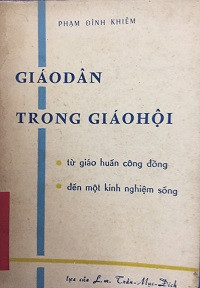 PHẠM ĐÌNH KHIÊM
GIÁODÂN
TRONG GIÁOHỘI
từ giáo huấn công đồng
đến một kinh nghiệm sống
tựa của L.m. Trần-Mục-Đích